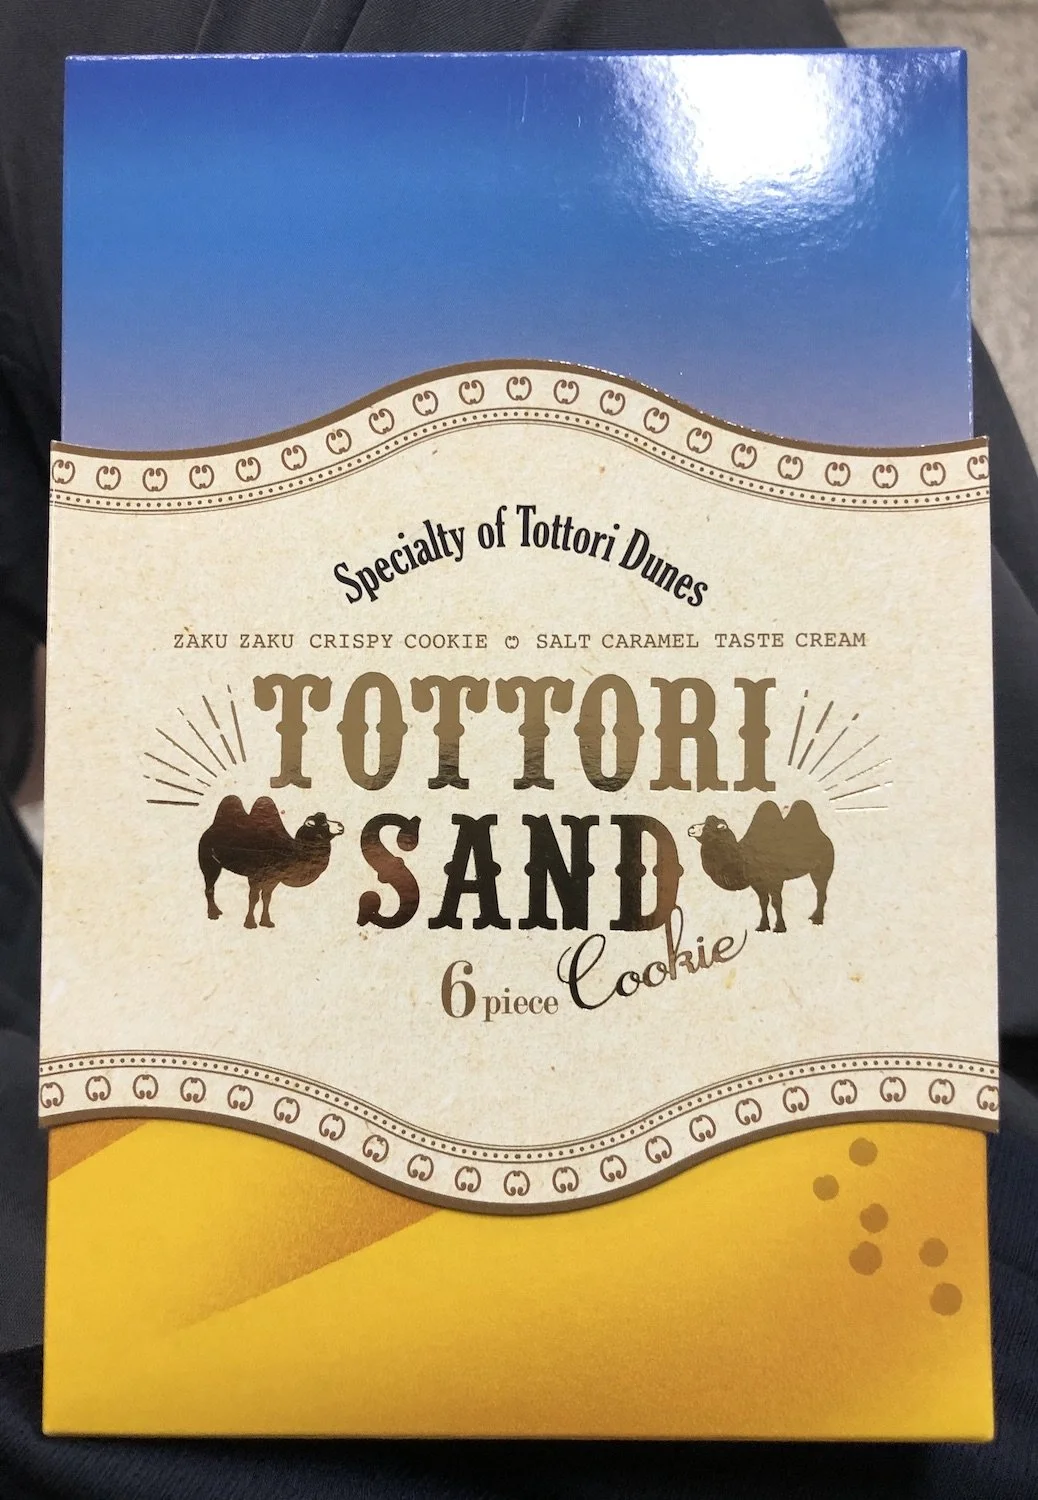 Specialty of Tottori Dunes
ZAKU ZAKU CRISPY COOKIE SALT CARAMEL TASTE CREAM
TOTTORI
SAND
6 piece Cookie